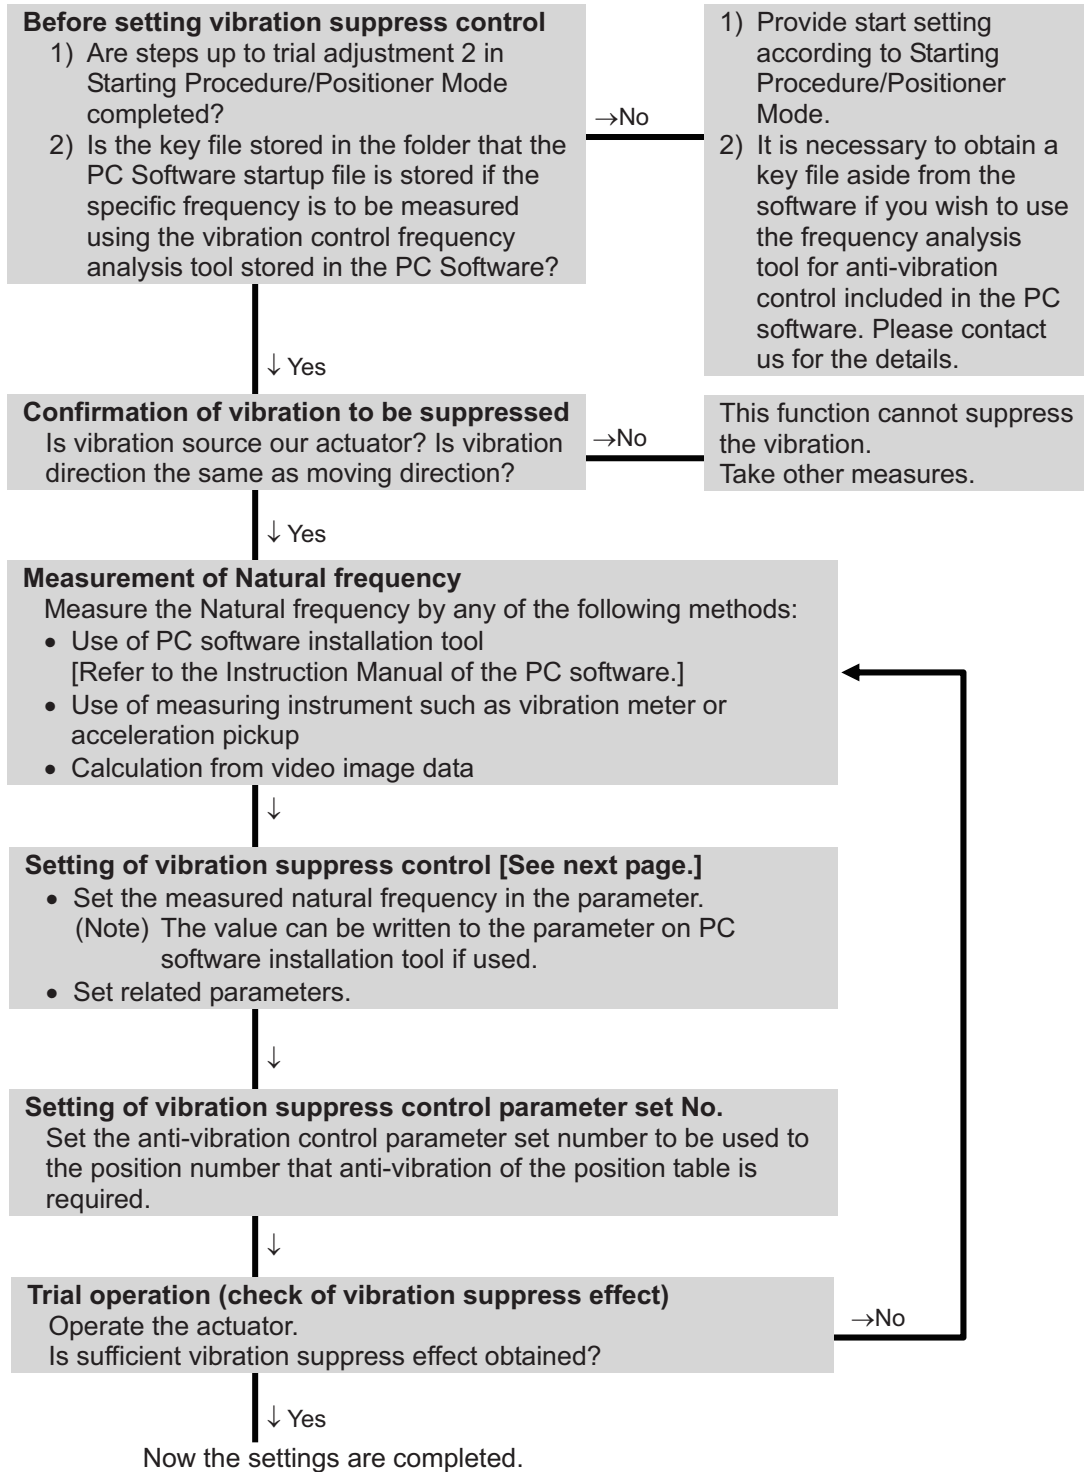 Before setting vibration suppress control
1) Are steps up to trial adjustment 2 in
Starting Procedure/Positioner Mode
completed?
2) Is the key file stored in the folder that the
PC Software startup file is stored if the
specific frequency is to be measured
using the vibration control frequency
analysis tool stored in the PC Software?
→No
1) Provide start setting
according to Starting
Procedure/Positioner
Mode.
2) It is necessary to obtain a
key file aside from the
software if you wish to use
the frequency analysis
tool for anti-vibration
control included in the PC
software. Please contact
us for the details.
↓ Yes
Confirmation of vibration to be suppressed
Is vibration source our actuator? Is vibration
direction the same as moving direction?
→No
This function cannot suppress
the vibration.
Take other measures.
↓ Yes
Measurement of Natural frequency
Measure the Natural frequency by any of the following methods:
• Use of PC software installation tool
[Refer to the Instruction Manual of the PC software.]
• Use of measuring instrument such as vibration meter or
acceleration pickup
• Calculation from video image data
↓
Setting of vibration suppress control [See next page.]
• Set the measured natural frequency in the parameter.
(Note) The value can be written to the parameter on PC
software installation tool if used.
• Set related parameters.
↓
Setting of vibration suppress control parameter set No.
Set the anti-vibration control parameter set number to be used to
the position number that anti-vibration of the position table is
required.
↓
Trial operation (check of vibration suppress effect)
Operate the actuator.
Is sufficient vibration suppress effect obtained?
→No
↓ Yes
Now the settings are completed.